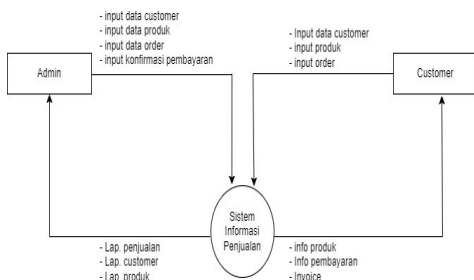 - input data customer
- input data produk
- input data order
- input konfirmasi pembayaran
- Input data customer
- input produk
- input order
Admin
Customer
Sistem
Informasi
Penjualan
- Lap. penjualan
- Lap. customer
- Lap. produk
- info produk
- Info pembayaran
- Invoice